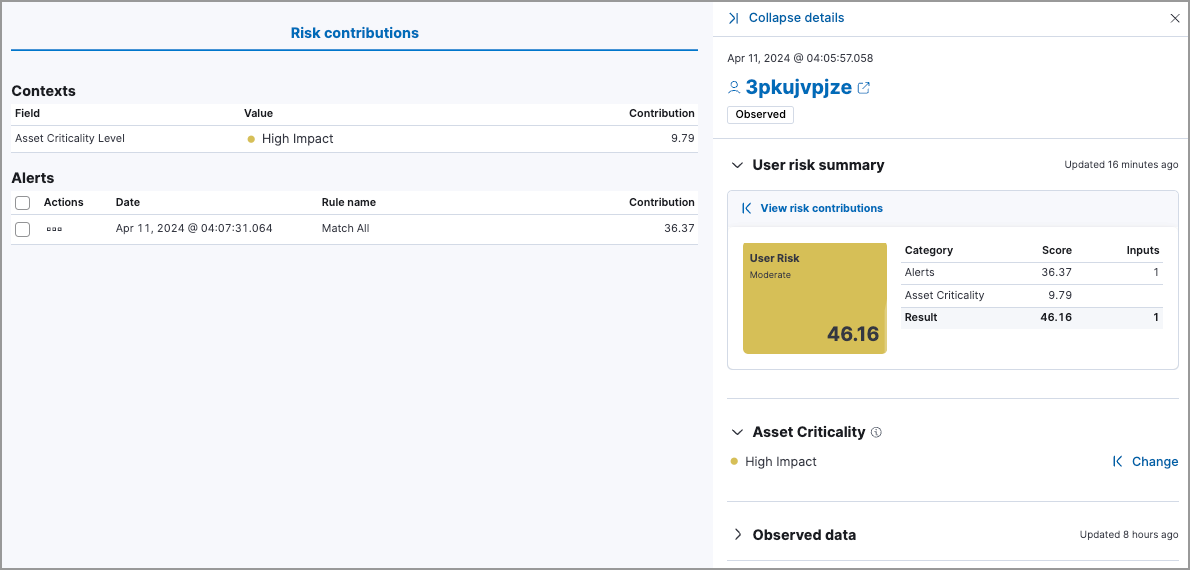 Risk contributions
Contexts
Field Value Contribution
Asset Criticality Level High Impact 9.79
Alerts
Actions Date Rule name Contribution
Apr 11, 2024 @ 04:07:31.064 Match All 36.37
Collapse details
Apr 11, 2024 @ 04:05:57.058
3pkujvpjze
Observed
User risk summary Updated 16 minutes ago
View risk contributions
User Risk
Moderate
46.16
Category Score Inputs
Alerts 36.37 1
Asset Criticality 9.79
Result 46.16 1
Asset Criticality
High Impact Change
Observed data Updated 8 hours ago